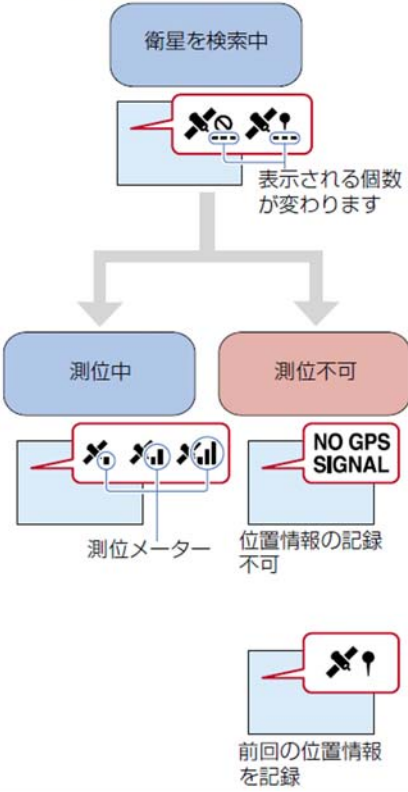 衛星を検索中
表示される個数
が変わります
測位中
測位不可
NO GPS
SIGNAL
測位メーター
位置情報の記録
不可
前回の位置情報
を記録